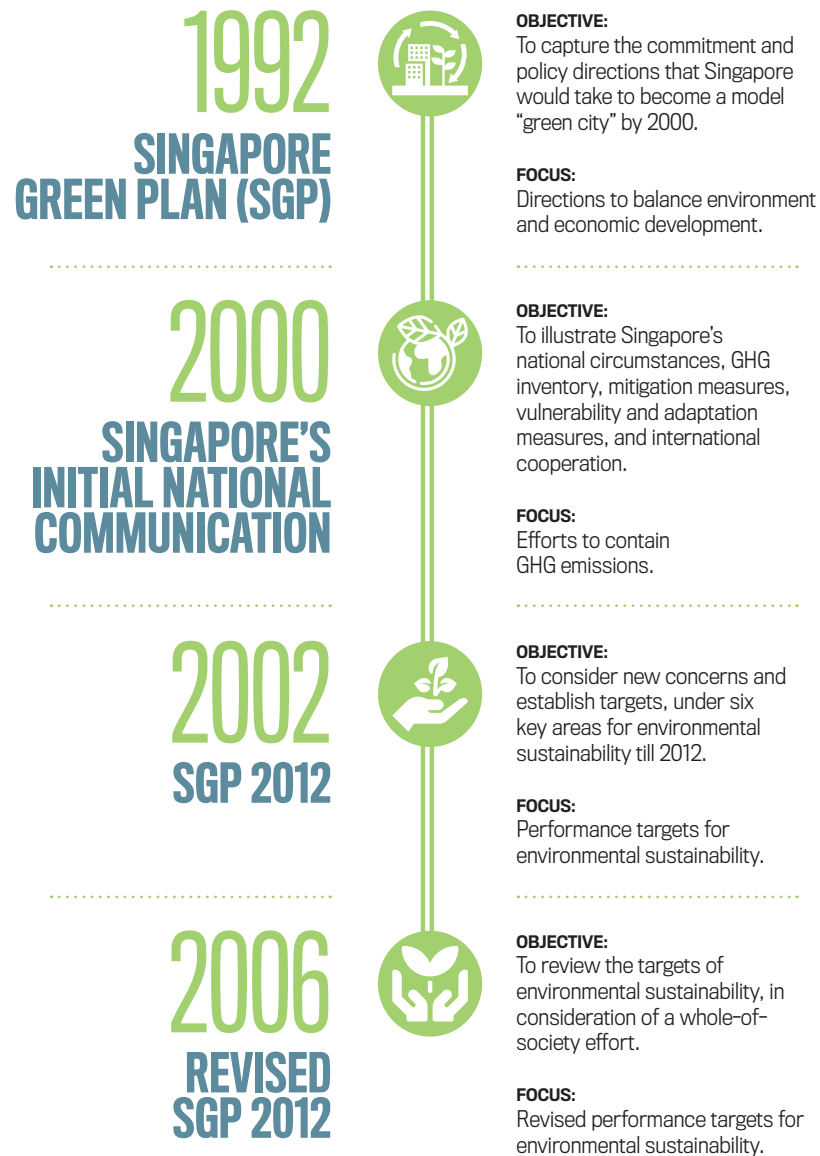 1992
SINGAPORE
GREEN PLAN (SGP)
OBJECTIVE:
To capture the commitment and
policy directions that Singapore
would take to become a model
“green city” by 2000.
FOCUS:
Directions to balance environment
and economic development.
2000
SINGAPORE’S
INITIAL NATIONAL
COMMUNICATION
OBJECTIVE:
To illustrate Singapore’s
national circumstances, GHG
inventory, mitigation measures,
vulnerability and adaptation
measures, and international
cooperation.
FOCUS:
Efforts to contain
GHG emissions.
2002
SGP 2012
OBJECTIVE:
To consider new concerns and
establish targets, under six
key areas for environmental
sustainability till 2012.
FOCUS:
Performance targets for
environmental sustainability.
2006
REVISED
SGP 2012
OBJECTIVE:
To review the targets of
environmental sustainability, in
consideration of a whole-of-
society effort.
FOCUS:
Revised performance targets for
environmental sustainability.